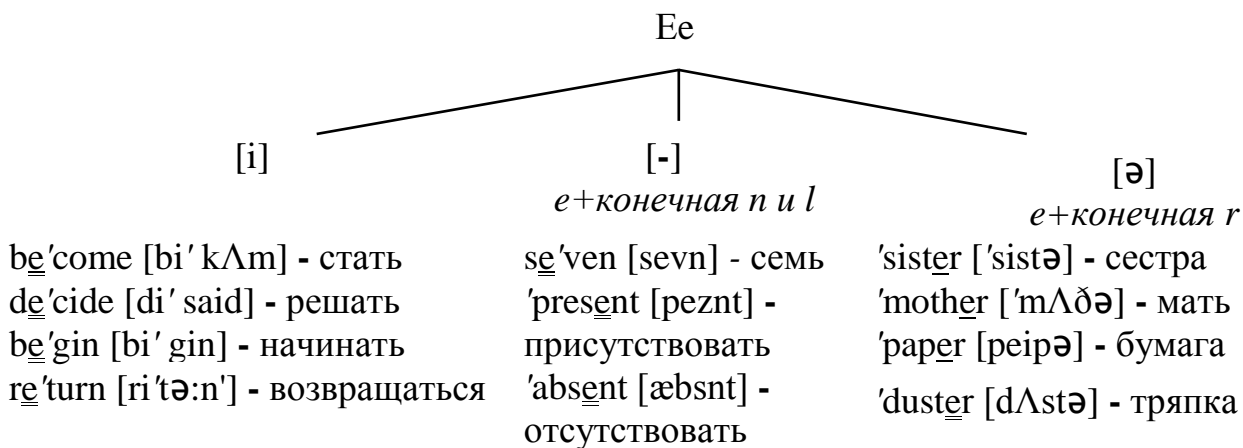 Ee
[i]
[-]
e+конечная n и l
[ə]
e+конечная r
be'come [bi' kΛm] - стать
de'cide [di' said] - решать
be'gin [bi' gin] - начинать
re'turn [ri'tə:n'] - возвращаться
se'ven [sevn] - семь
'present [peznt] -
присутствовать
'absent [æbsnt] -
отсутствовать
'sister ['sistə] - сестра
'mother ['mΛðə] - мать
'paper [peipə] - бумага
'duster [dΛstə] - тряпка